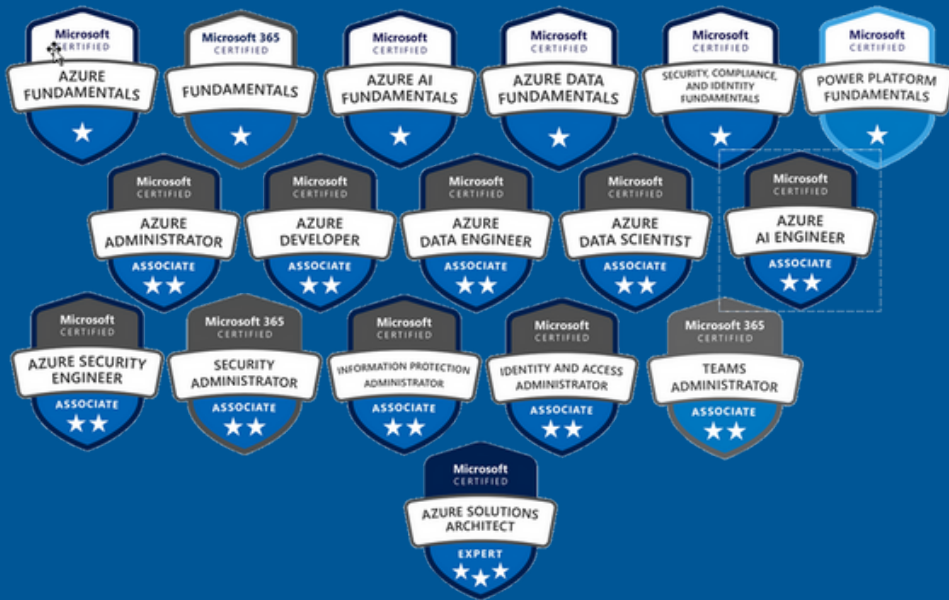 Microsoft
CERTIFIED
AZURE
FUNDAMENTALS
Microsoft 365
CERTIFIED
FUNDAMENTALS
Microsoft
CERTIFIED
AZURE AI
FUNDAMENTALS
Microsoft
CERTIFIED
AZURE DATA
FUNDAMENTALS
Microsoft
CERTIFIED
SECURITY, COMPLIANCE,
AND IDENTITY
FUNDAMENTALS
Microsoft
CERTIFIED
POWER PLATFORM
FUNDAMENTALS
Microsoft
CERTIFIED
AZURE
ADMINISTRATOR
ASSOCIATE
Microsoft
CERTIFIED
AZURE
DEVELOPER
ASSOCIATE
Microsoft
CERTIFIED
AZURE
DATA ENGINEER
ASSOCIATE
Microsoft
CERTIFIED
AZURE
DATA SCIENTIST
ASSOCIATE
Microsoft
CERTIFIED
AZURE
AI ENGINEER
ASSOCIATE
Microsoft
CERTIFIED
AZURE SECURITY
ENGINEER
ASSOCIATE
Microsoft 365
CERTIFIED
SECURITY
ADMINISTRATOR
ASSOCIATE
Microsoft
CERTIFIED
INFORMATION PROTECTION
ADMINISTRATOR
ASSOCIATE
Microsoft
CERTIFIED
IDENTITY AND ACCESS
ADMINISTRATOR
ASSOCIATE
Microsoft 365
CERTIFIED
TEAMS
ADMINISTRATOR
ASSOCIATE
Microsoft
CERTIFIED
AZURE SOLUTIONS
ARCHITECT
EXPERT